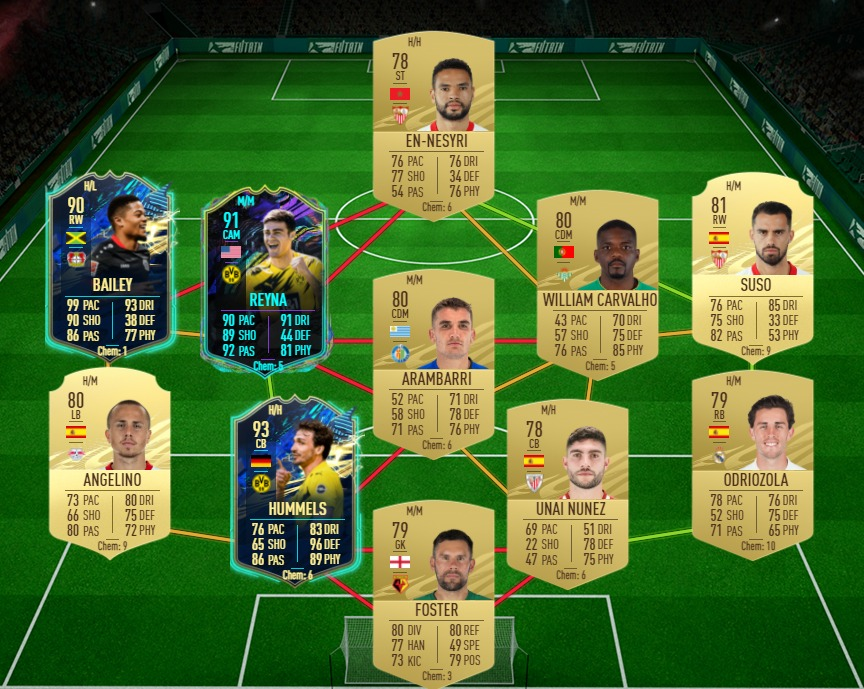 FUTBIN
FUTBIN
FUTBIN
FUTBIN
H/H
78
ST
EN-NESYRI
76 PAC 76 DRI
77 SHO 34 DEF
54 PAS 76 PHY
Chem: 6
H/L
90
RW
BAILEY
99 PAC 93 DRI
90 SHO 38 DEF
86 PAS 77 PHY
Chem: 1
M/M
91
CAM
REYNA
90 PAC 91 DRI
89 SHO 44 DEF
92 PAS 81 PHY
Chem: 5
M/M
80
CDM
WILLIAM CARVALHO
43 PAC 70 DRI
57 SHO 75 DEF
76 PAS 85 PHY
Chem: 5
H/M
81
RW
SUSO
76 PAC 85 DRI
75 SHO 33 DEF
82 PAS 53 PHY
Chem: 9
M/M
80
CDM
ARAMBARRI
52 PAC 71 DRI
58 SHO 78 DEF
71 PAS 76 PHY
Chem: 6
H/M
80
LB
ANGELINO
73 PAC 80 DRI
66 SHO 75 DEF
80 PAS 72 PHY
Chem: 9
H/H
93
CB
HUMMELS
76 PAC 83 DRI
65 SHO 96 DEF
86 PAS 89 PHY
Chem: 6
M/H
78
CB
UNAI NUNEZ
69 PAC 51 DRI
22 SHO 78 DEF
47 PAS 75 PHY
Chem: 6
H/M
79
RB
ODRIOZOLA
78 PAC 76 DRI
52 SHO 75 DEF
71 PAS 65 PHY
Chem: 10
M/M
79
GK
FOSTER
80 DIV 80 REF
77 HAN 49 SPE
73 KIC 79 POS
Chem: 3